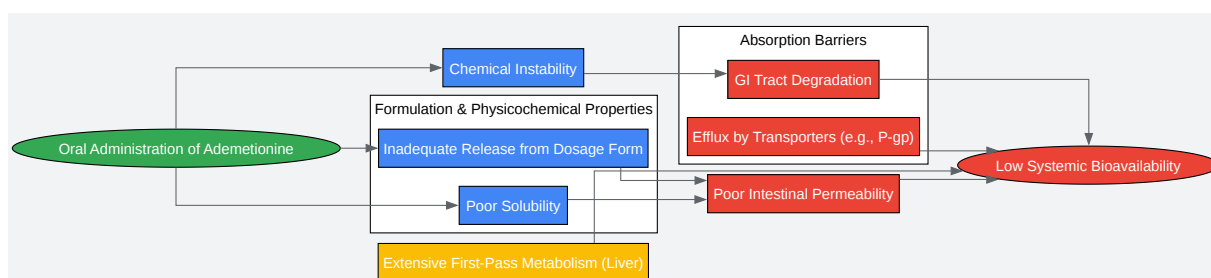 Absorption Barriers
Chemical Instability
GI Tract Degradation
Formulation & Physicochemical Properties
Efflux by Transporters (e.g., P-gp)
Oral Administration of Ademetionine
Inadequate Release from Dosage Form
Low Systemic Bioavailability
Poor Intestinal Permeability
Poor Solubility
Extensive First-Pass Metabolism (Liver)